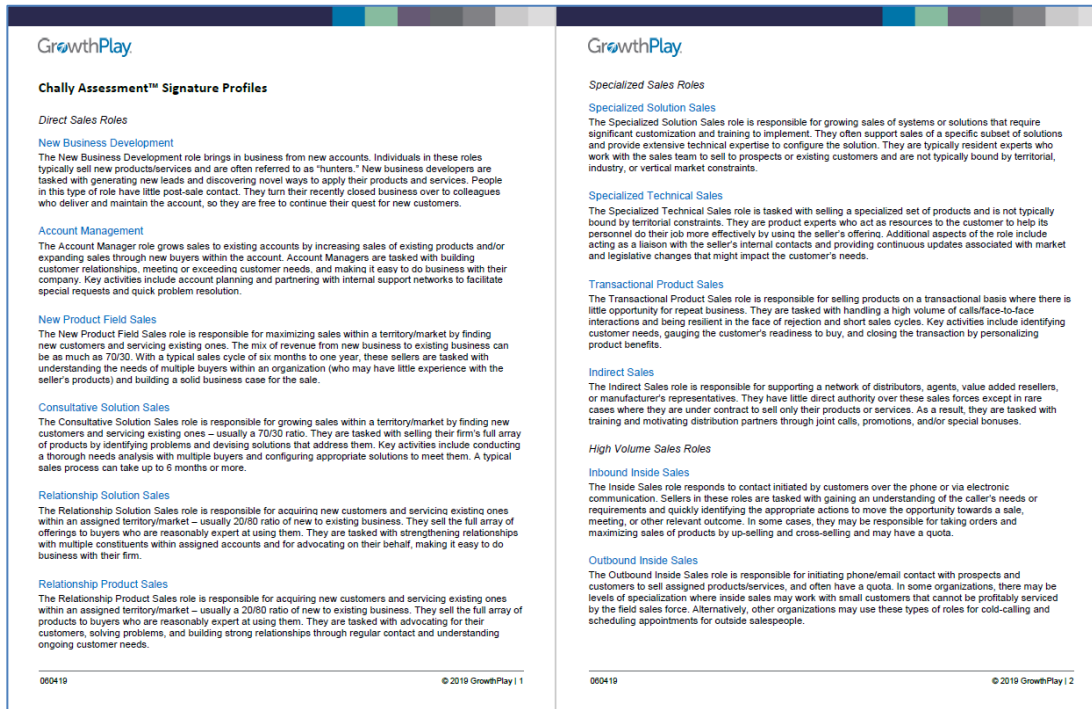 GrowthPlay
Chally Assessment™ Signature Profiles
Direct Sales Roles
New Business Development
The New Business Development role brings in business from new accounts. Individuals in these roles
typically sell new products/services and are often referred to as “hunters.” New business developers are
tasked with generating new leads and discovering novel ways to apply their products and services. People
in this type of role have little post-sale contact. They turn their recently closed business over to colleagues
who deliver and maintain the account, so they are free to continue their quest for new customers.
Account Management
The Account Manager role grows sales to existing accounts by increasing sales of existing products and/or
expanding sales through new buyers within the account. Account Managers are tasked with building
customer relationships, meeting or exceeding customer needs, and making it easy to do business with their
company. Key activities include account planning and partnering with internal support networks to facilitate
special requests and quick problem resolution.
New Product Field Sales
The New Product Field Sales role is responsible for maximizing sales within a territory/market by finding
new customers and servicing existing ones. The mix of revenue from new business to existing business can
be as much as 70/30. With a typical sales cycle of six months to one year, these sellers are tasked with
understanding the needs of multiple buyers within an organization (who may have little experience with the
seller’s products) and building a solid business case for the sale.
Consultative Solution Sales
The Consultative Solution Sales role is responsible for growing sales within a territory/market by finding new
customers and servicing existing ones – usually a 70/30 ratio. They are tasked with selling their firm’s full array
of products by identifying problems and devising solutions that address them. Key activities include conducting
a thorough needs analysis with multiple buyers and configuring appropriate solutions to meet them. A typical
sales process can take up to 6 months or more.
Relationship Solution Sales
The Relationship Solution Sales role is responsible for acquiring new customers and servicing existing ones
within an assigned territory/market – usually 20/80 ratio of new to existing business. They sell the full array of
offerings to buyers who are reasonably expert at using them. They are tasked with strengthening relationships
with multiple constituents within assigned accounts and for advocating on their behalf, making it easy to do
business with their firm.
Relationship Product Sales
The Relationship Product Sales role is responsible for acquiring new customers and servicing existing ones
within an assigned territory/market – usually a 20/80 ratio of new to existing business. They sell the full array of
products to buyers who are reasonably expert at using them. They are tasked with advocating for their
customers, solving problems, and building strong relationships through regular contact and understanding
ongoing customer needs.
060419 © 2019 GrowthPlay | 1
GrowthPlay
Specialized Sales Roles
Specialized Solution Sales
The Specialized Solution Sales role is responsible for growing sales of systems or solutions that require
significant customization and training to implement. They often support sales of a specific subset of solutions
and provide extensive technical expertise to configure the solution. They are typically resident experts who
work with the sales team to sell to prospects or existing customers and are not typically bound by territorial,
industry, or vertical market constraints.
Specialized Technical Sales
The Specialized Technical Sales role is tasked with selling a specialized set of products and is not typically
bound by territorial constraints. They are product experts who act as resources to the customer to help its
personnel do their job more effectively by using the seller’s offering. Additional aspects of the role include
acting as a liaison with the seller’s internal contacts and providing continuous updates associated with market
and legislative changes that might impact the customer’s needs.
Transactional Product Sales
The Transactional Product Sales role is responsible for selling products on a transactional basis where there is
little opportunity for repeat business. They are tasked with handling a high volume of calls/face-to-face
interactions and being resilient in the face of rejection and short sales cycles. Key activities include identifying
customer needs, gauging the customer’s readiness to buy, and closing the transaction by personalizing
product benefits.
Indirect Sales
The Indirect Sales role is responsible for supporting a network of distributors, agents, value added resellers,
or manufacturer’s representatives. They have little direct authority over these sales forces except in rare
cases where they are under contract to sell only their products or services. As a result, they are tasked with
training and motivating distribution partners through joint calls, promotions, and/or special bonuses.
High Volume Sales Roles
Inbound Inside Sales
The Inside Sales role responds to contact initiated by customers over the phone or via electronic
communication. Sellers in these roles are tasked with gaining an understanding of the caller’s needs or
requirements and quickly identifying the appropriate actions to move the opportunity towards a sale,
meeting, or other relevant outcome. In some cases, they may be responsible for taking orders and
maximizing sales of products by up-selling and cross-selling and may have a quota.
Outbound Inside Sales
The Outbound Inside Sales role is responsible for initiating phone/email contact with prospects and
customers to sell assigned products/services, and often have a quota. In some organizations, there may be
levels of specialization where inside sales may work with small customers that cannot be profitably serviced
by the field sales force. Alternatively, other organizations may use these types of roles for cold-calling and
scheduling appointments for outside salespeople.
060419 © 2019 GrowthPlay | 2